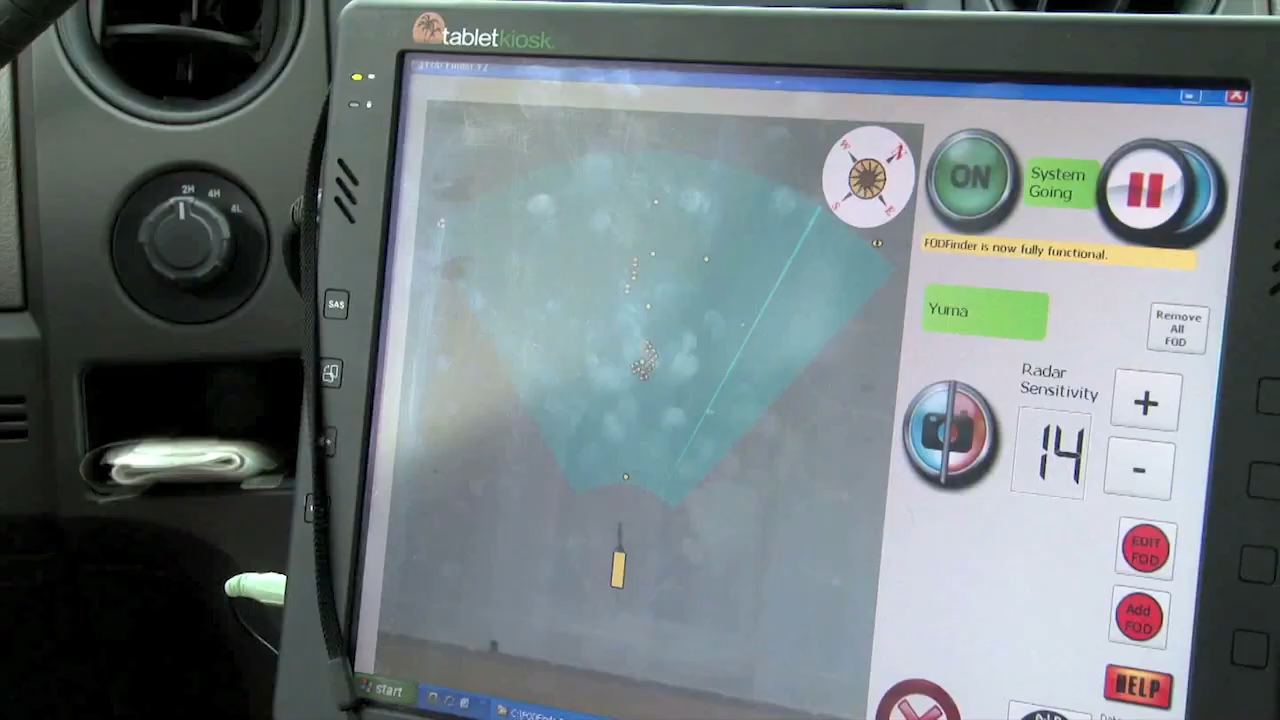 tabletkiosk
2H
4H
4L
SAS
N
S
E
ON
System
Going
FODFinder is now fully functional.
Yuma
Remove
All
FOD
Radar
Sensitivity
14
+
-
EDIT
FOD
Add
FOD
HELP
start